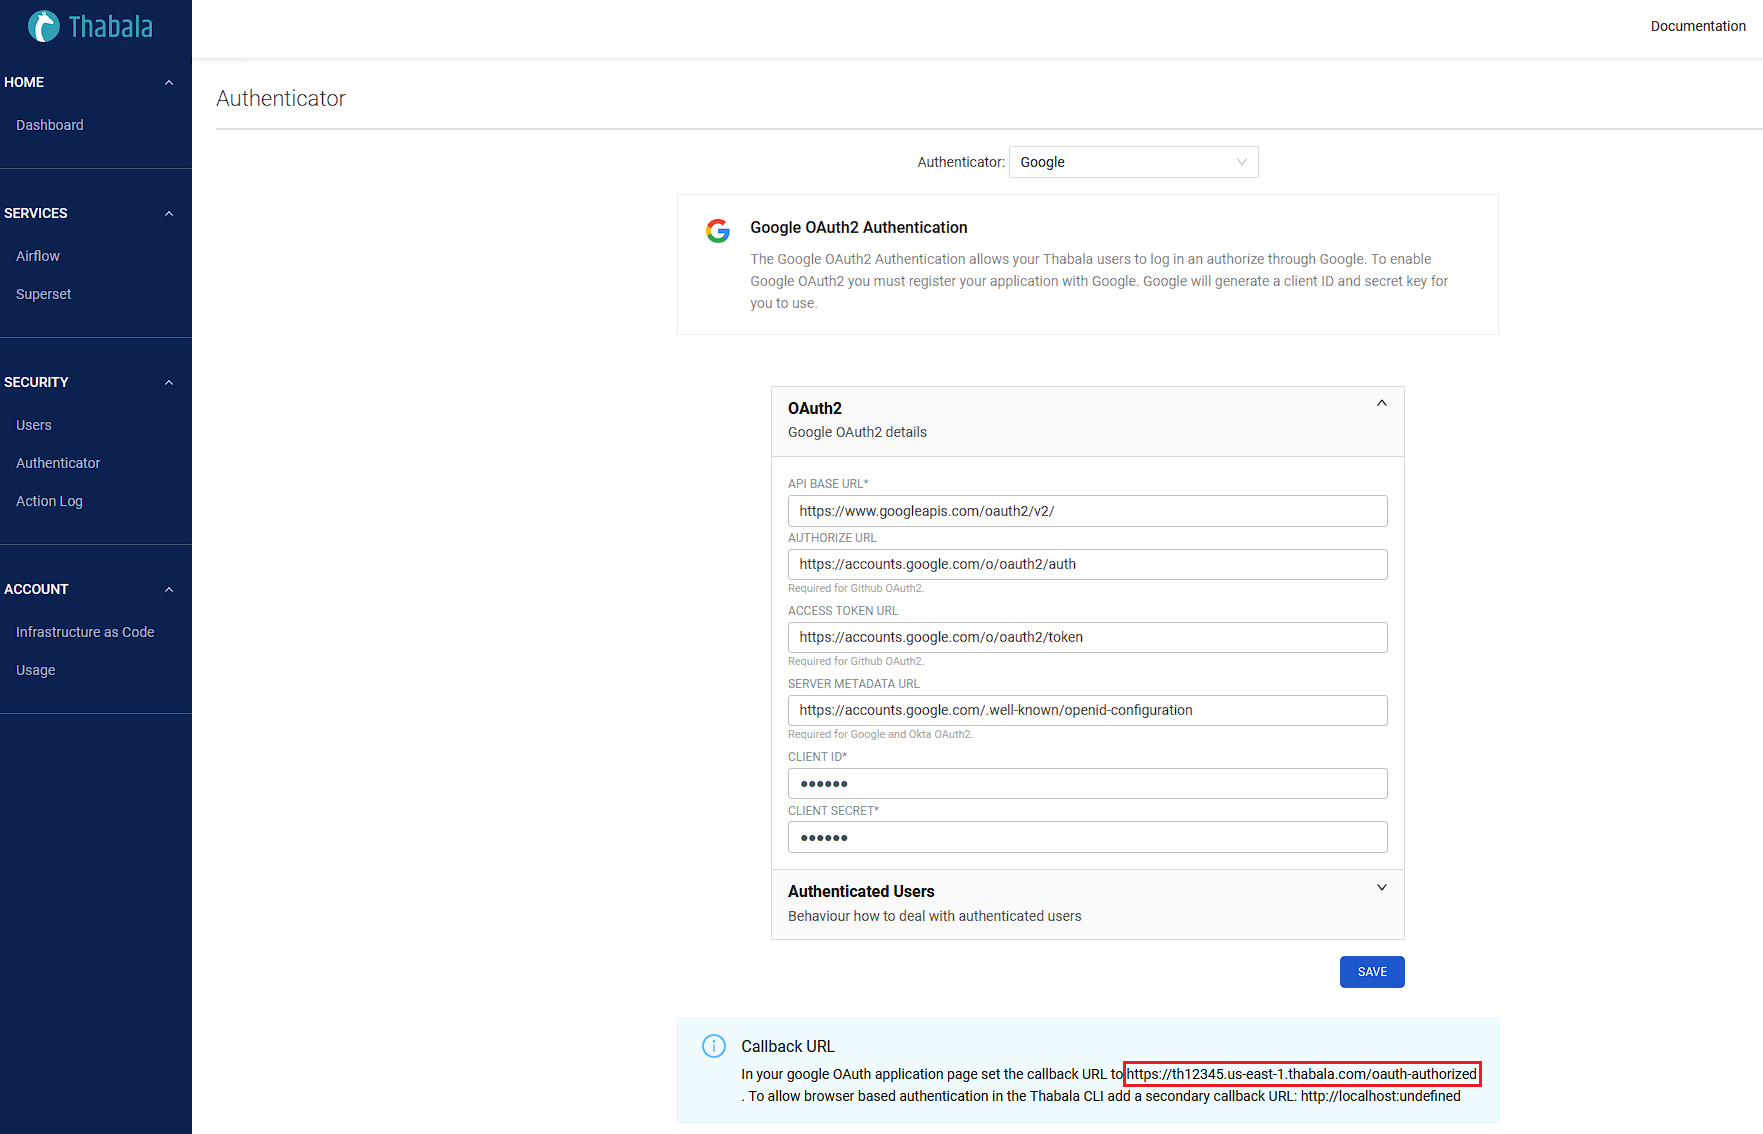 Thabala
Documentation
HOME
Dashboard
SERVICES
Airflow
Superset
SECURITY
Users
Authenticator
Action Log
ACCOUNT
Infrastructure as Code
Usage
Authenticator
Authenticator: Google
Google OAuth2 Authentication
The Google OAuth2 Authentication allows your Thabala users to log in an authorize through Google. To enable
Google OAuth2 you must register your application with Google. Google will generate a client ID and secret key for
you to use.
OAuth2
Google OAuth2 details
API BASE URL*
https://www.googleapis.com/oauth2/v2/
AUTHORIZE URL
https://accounts.google.com/o/oauth2/auth
Required for Github OAuth2.
ACCESS TOKEN URL
https://accounts.google.com/o/oauth2/token
Required for Github OAuth2.
SERVER METADATA URL
https://accounts.google.com/.well-known/openid-configuration
Required for Google and Okta OAuth2.
CLIENT ID*
••••••
CLIENT SECRET*
••••••
Authenticated Users
Behaviour how to deal with authenticated users
SAVE
Callback URL
In your google OAuth application page set the callback URL to https://th12345.us-east-1.thabala.com/oauth-authorized
. To allow browser based authentication in the Thabala CLI add a secondary callback URL: http://localhost:undefined